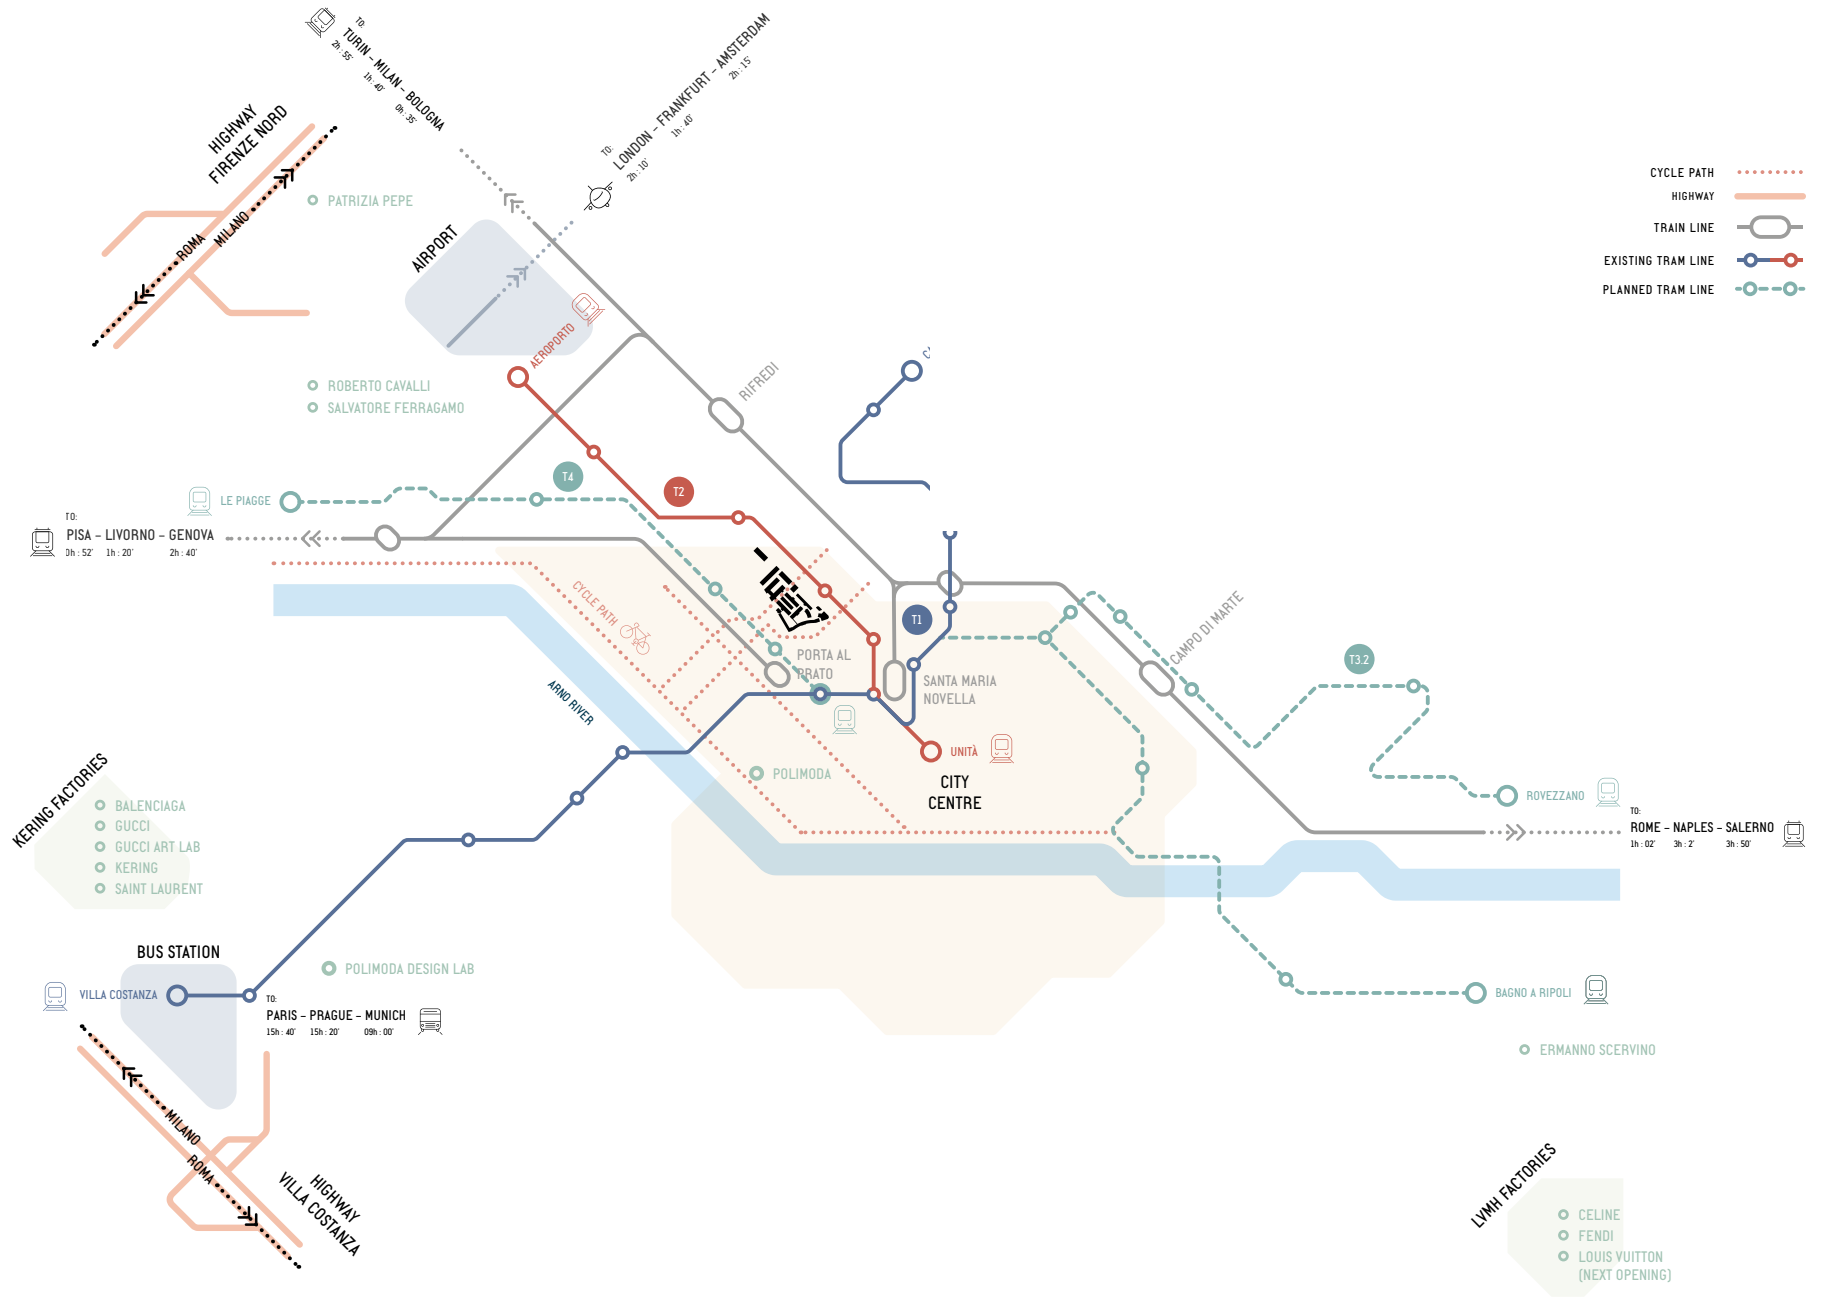 TO:
TURIN – MILAN – BOLOGNA
2h : 55'
1h : 40'
0h : 35'
TO:
LONDON – FRANKFURT – AMSTERDAM
2h : 10'
1h : 40'
2h : 15'
HIGHWAY
FIRENZE NORD
ROMA
MILANO
PATRIZIA PEPE
AIRPORT
CYCLE PATH
HIGHWAY
TRAIN LINE
EXISTING TRAM LINE
PLANNED TRAM LINE
AEROPORTO
RIFREDI
ROBERTO CAVALLI
SALVATORE FERRAGAMO
T4
T2
LE PIAGGE
TO:
PISA – LIVORNO – GENOVA
0h : 52'
1h : 20'
2h : 40'
CYCLE PATH
T1
CAMPO DI MARTE
PORTA AL
PRATO
T3.2
SANTA MARIA
NOVELLA
ARNO RIVER
UNITÀ
POLIMODA
CITY
CENTRE
KERING FACTORIES
BALENCIAGA
GUCCI
GUCCI ART LAB
KERING
SAINT LAURENT
ROVEZZANO
TO:
ROME – NAPLES – SALERNO
1h : 02'
3h : 2'
3h : 50'
BUS STATION
VILLA COSTANZA
POLIMODA DESIGN LAB
TO:
PARIS – PRAGUE – MUNICH
15h : 40'
15h : 20'
09h : 00'
BAGNO A RIPOLI
ERMANNO SCERVINO
MILANO
ROMA
HIGHWAY
VILLA COSTANZA
LVMH FACTORIES
CELINE
FENDI
LOUIS VUITTON
(NEXT OPENING)